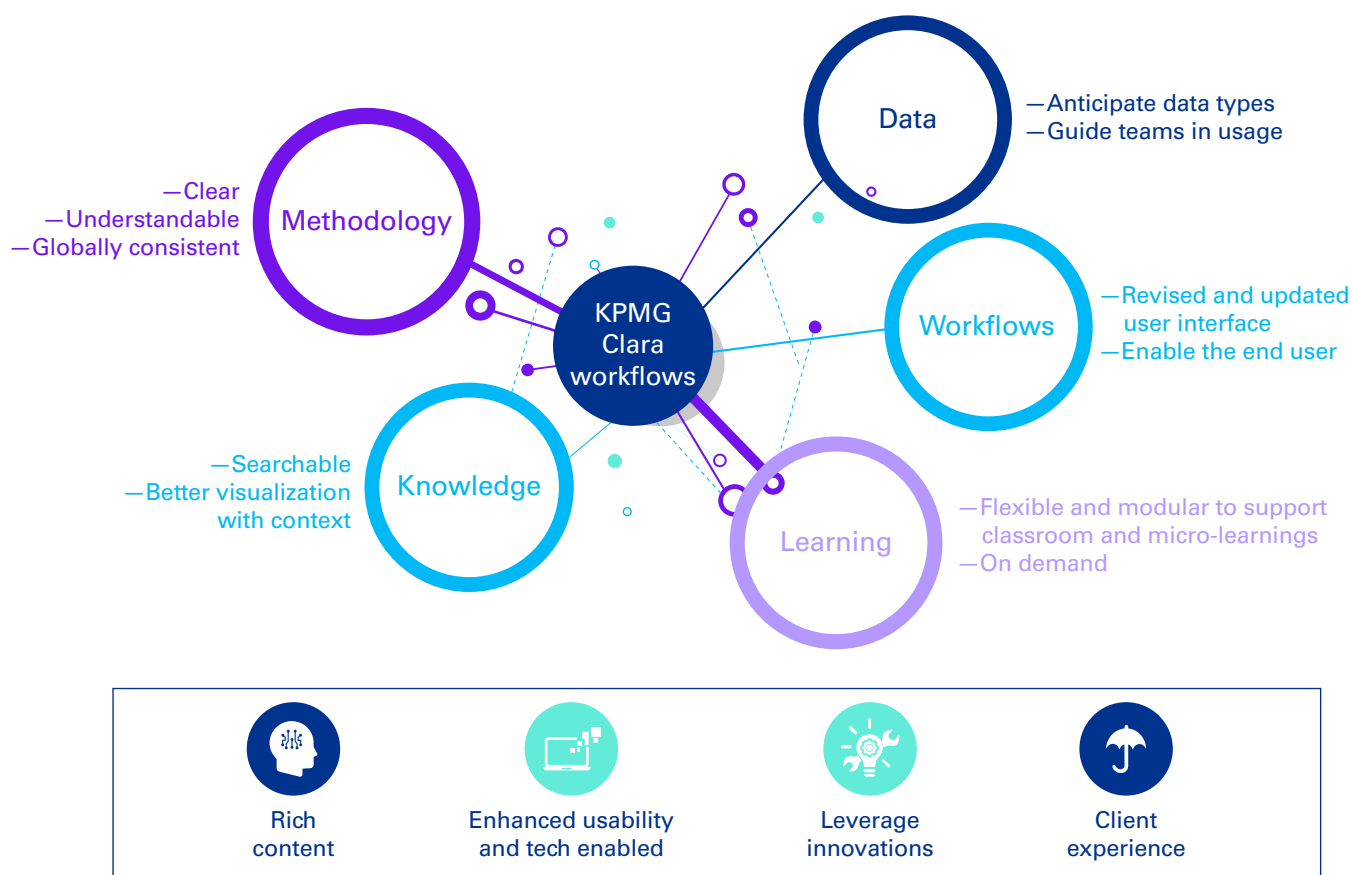 Data
—Anticipate data types
—Guide teams in usage
Methodology
—Clear
—Understandable
—Globally consistent
KPMG
Clara
workflows
Workflows
—Revised and updated
user interface
—Enable the end user
Knowledge
—Searchable
—Better visualization
with context
Learning
—Flexible and modular to support
classroom and micro-learnings
—On demand
Rich
content
Enhanced usability
and tech enabled
Leverage
innovations
Client
experience